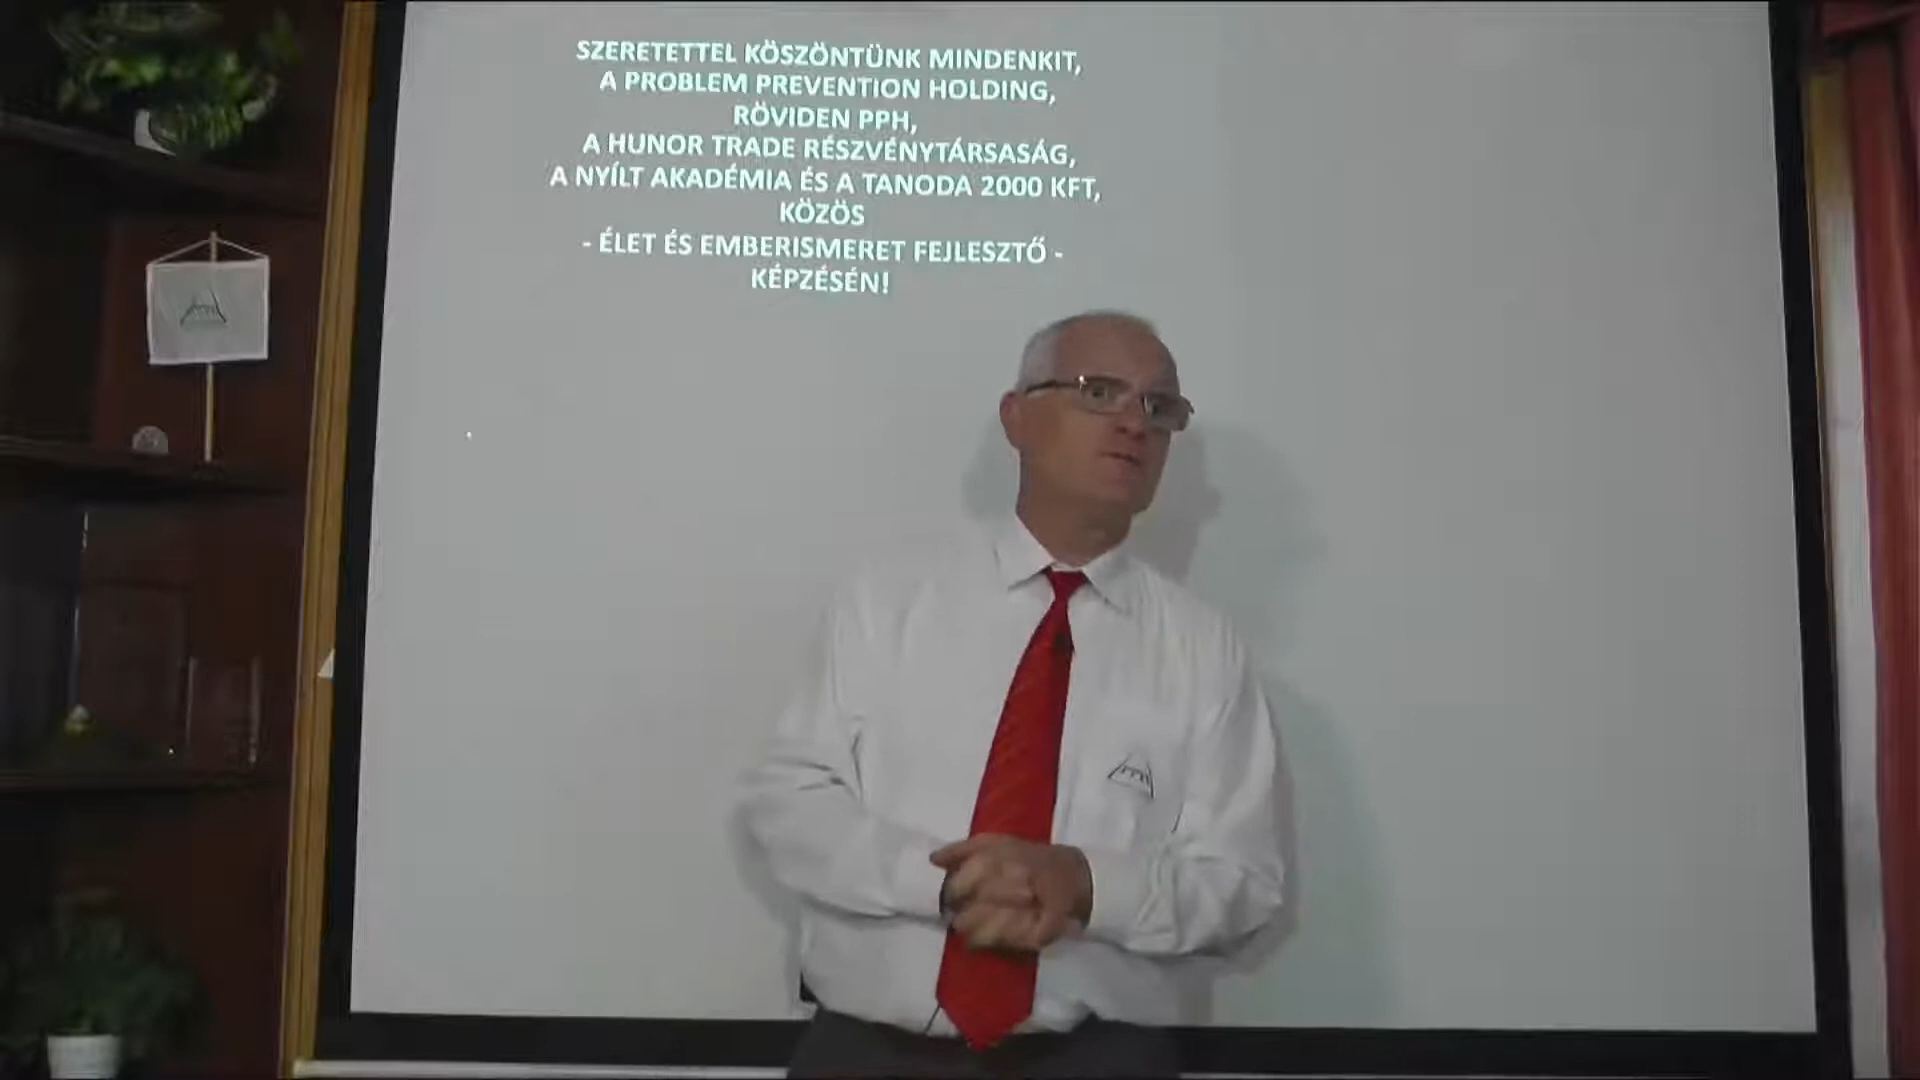 SZERETETTEL KÖSZÖNTÜNK MINDENKIT,
A PROBLEM PREVENTION HOLDING,
RÖVIDEN PPH,
A HUNOR TRADE RÉSZVÉNYTÁRSASÁG,
A NYÍLT AKADÉMIA ÉS A TANODA 2000 KFT,
KÖZÖS
- ÉLET ÉS EMBERISMERET FEJLESZTŐ -
KÉPZÉSÉN!